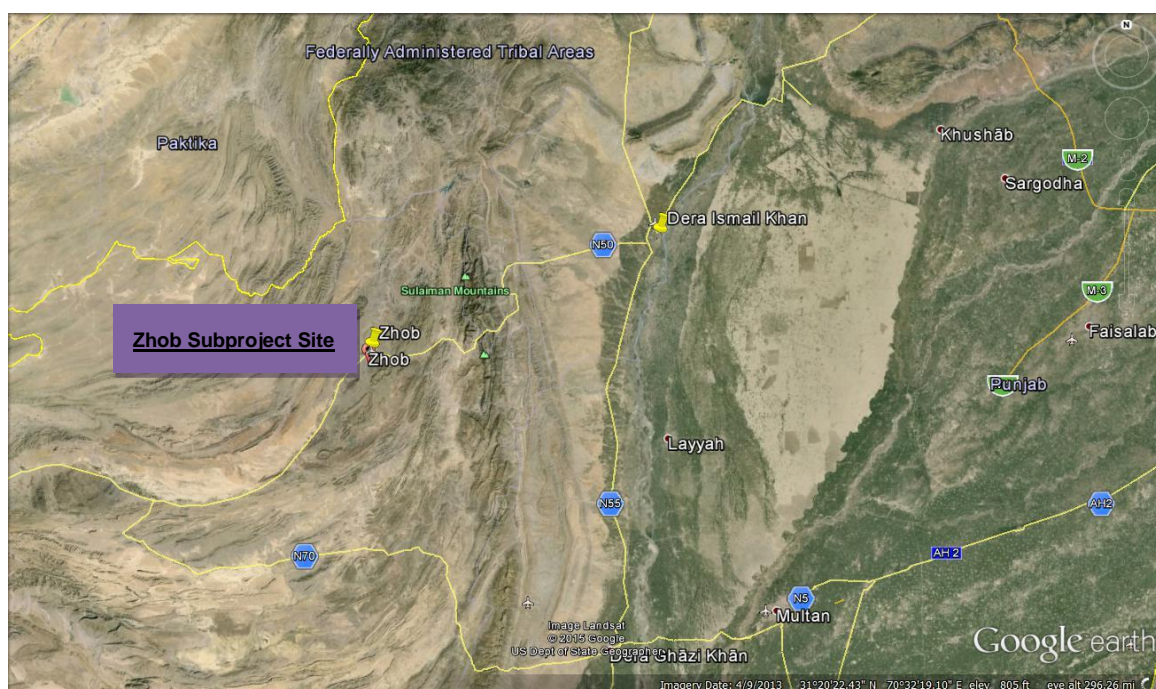 N
Federally Administered Tribal Areas
Khushāb
Paktika
M-2
Sargodha
Dera Ismail Khan
N50
Sulaiman Mountains
M-3
Zhob Subproject Site
Zhob
Faisalab
Zhob
Punjab
Layyah
N55
AH2
N70
AH 2
N5
Multan
Image Landsat
© 2015 Google
US Dept of State Geographer
Dera Ghāzi Khān
Google earth
Imagery Date: 4/9/2013 31°20'22.43" N 70°32'19.10" E elev 805 ft eye alt 296.26 mi